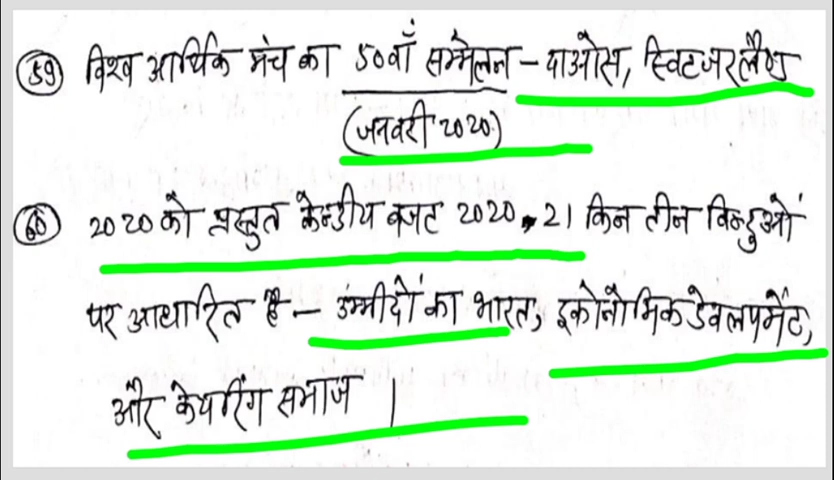 59 विश्व आर्थिक मंच का 50वाँ सम्मेलन - दाओस, स्विटजरलैण्ड
(जनवरी 2020)
60 2020 को प्रस्तुत केन्द्रीय बजट 2020-21 किन तीन बिन्दुओं
पर आधारित है- उम्मीदों का भारत, इकोनोमिक डेवलपमेंट,
और केयरिंग समाज |